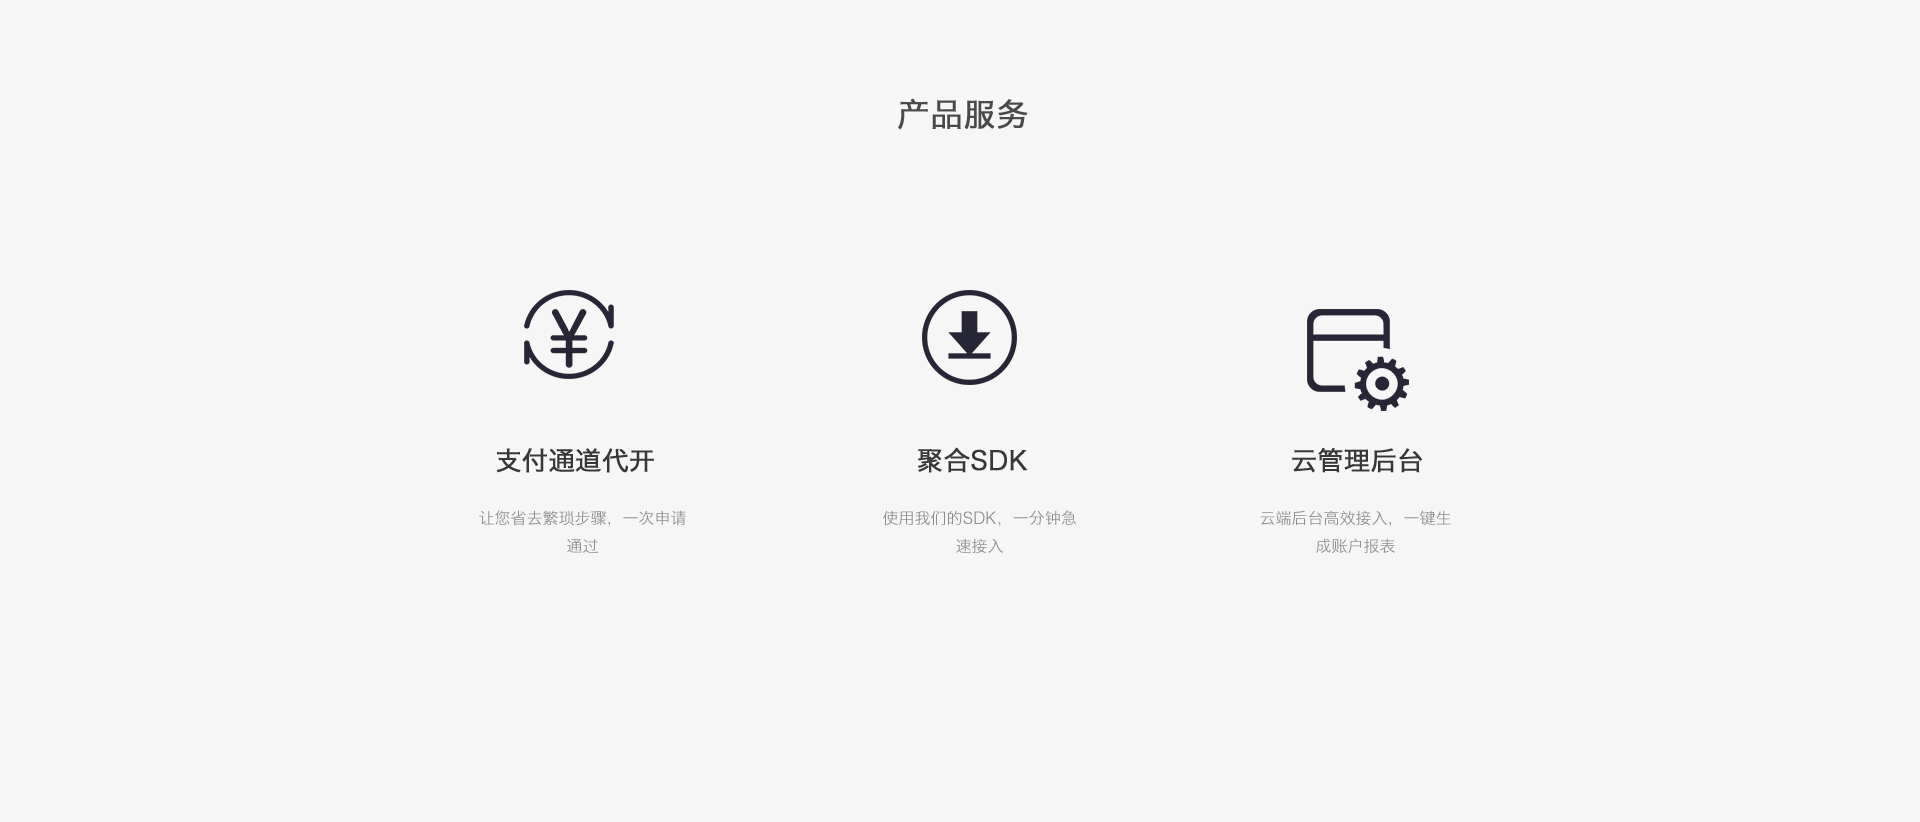 产品服务
支付通道代开
聚合SDK
云管理后台
让您省去繁琐步骤，一次申请
通过
使用我们的SDK，一分钟急
速接入
云端后台高效接入，一键生
成账户报表